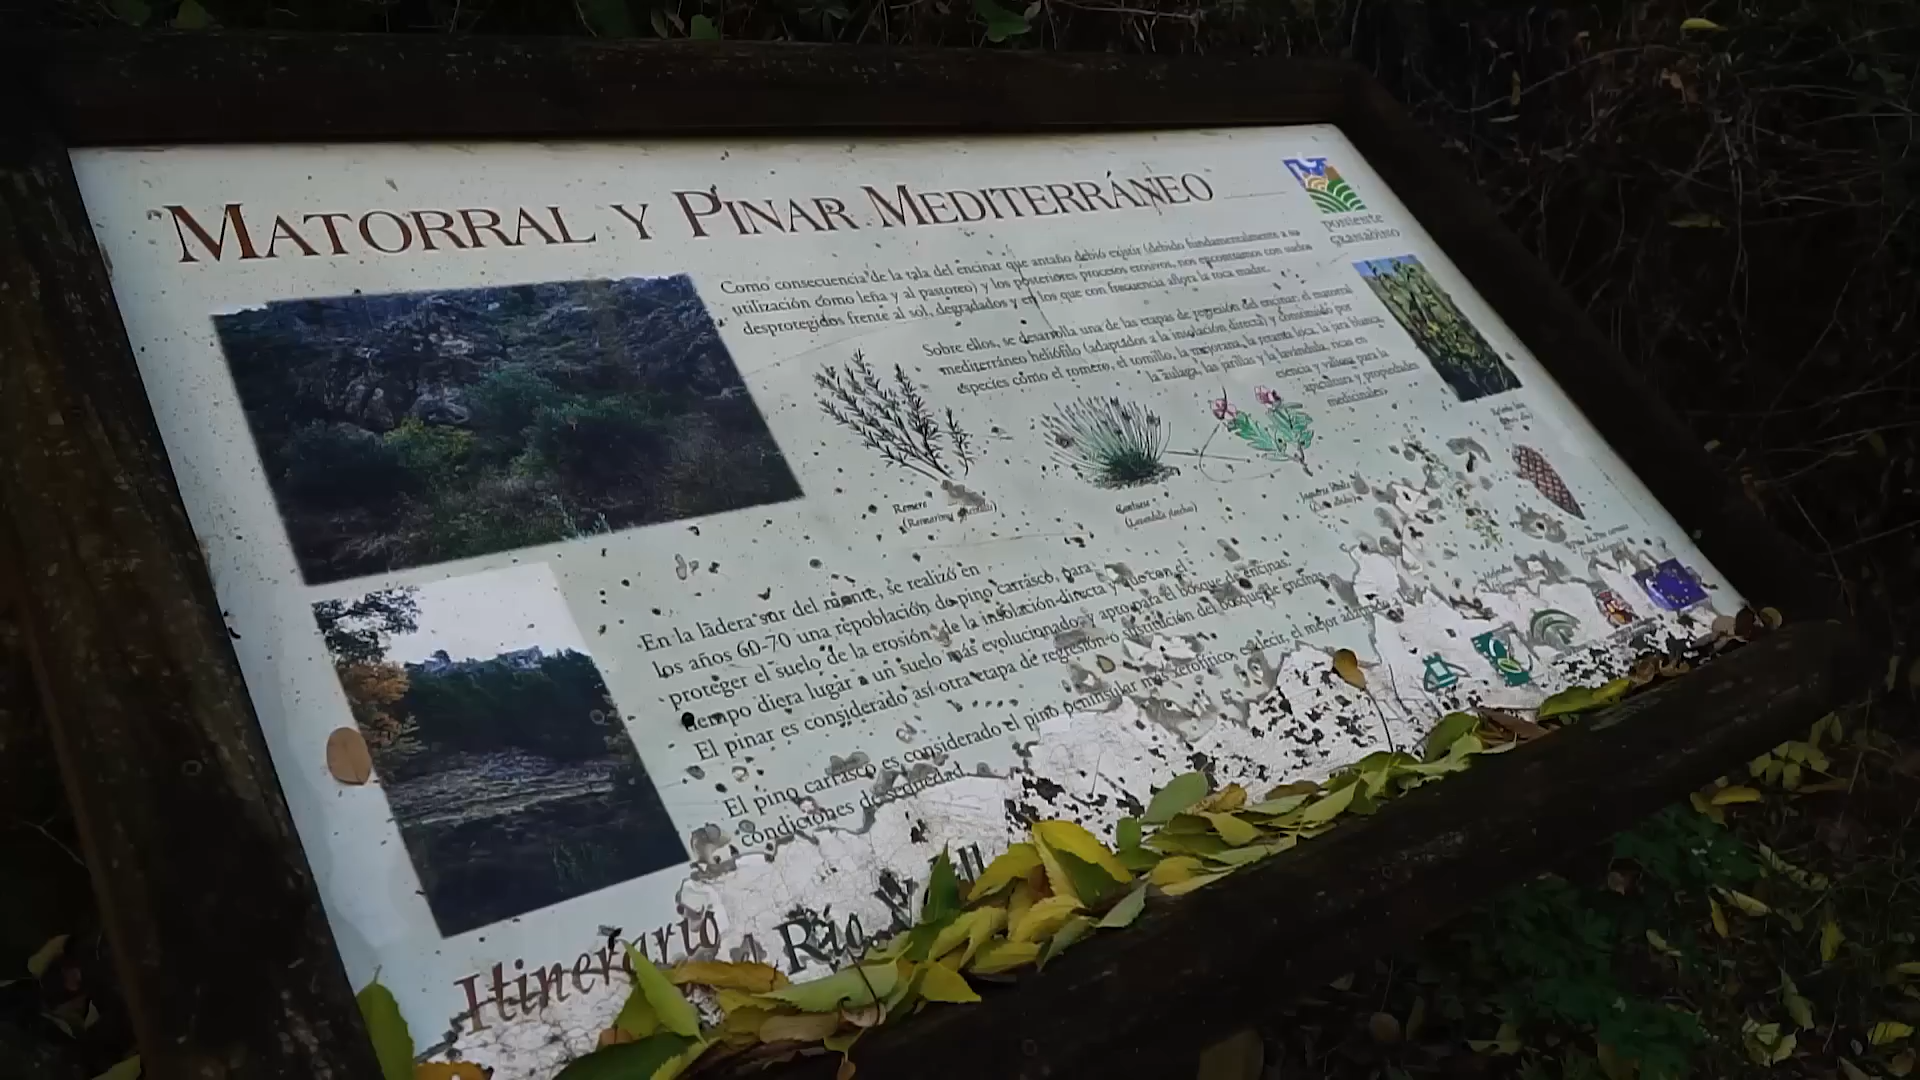 MATORRAL Y PINAR MEDITERRÁNEO
poniente
granadino
Como consecuencia de la tala del encinar que antaño debió existir (debido fundamentalmente a su
utilización como leña y al pastoreo) y los posteriores procesos erosivos, nos encontramos con suelos
desprotegidos frente al sol, degradados y en los que con frecuencia aflora la roca madre.
Sobre ellos, se desarrolla una de las etapas de regresión del encinar: el matorral
mediterráneo heliófilo (adaptados a la insolación directa) y constituido por
especies como el romero, el tomillo, la mejorana, la retama loca, la jara blanca,
la aulaga, las jarillas y la lavándula, ricas en
esencia y valiosa para la
apicultura y propiedades
medicinales.
Romero
(Rosmarinus officinalis)
Cantueso
(Lavandula stoechas)
En la ladera sur del monte, se realizó en
los años 60-70 una repoblación de pino carrasco, para
proteger el suelo de la erosión, de la insolación directa y que con el
tiempo diera lugar a un suelo más evolucionado y apto para el bosque de encinas.
El pinar es considerado así otra etapa de regresión o sustitución del bosque de encinas.
El pino carrasco es considerado el pino peninsular más xerofítico, es decir, el mejor adaptado
condiciones de sequedad.
Itinerario Río